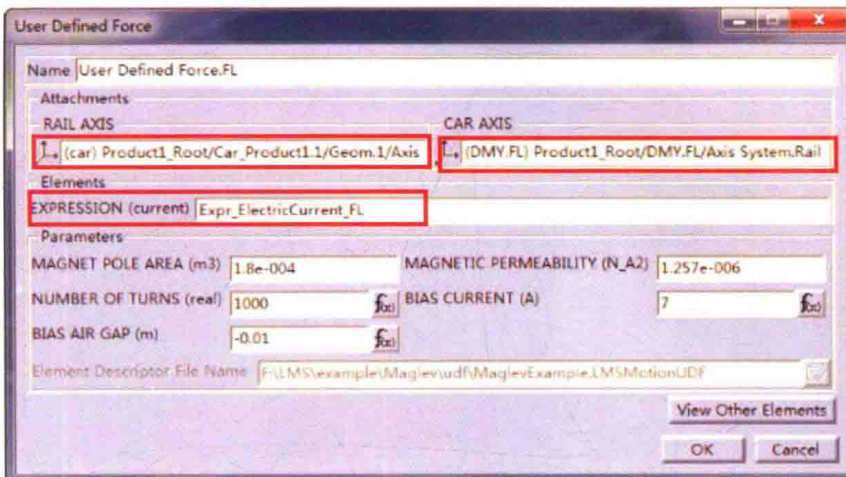 User Defined Force
Name User Defined Force.FL
Attachments
RAIL AXIS CAR AXIS
(car) Product1_Root/Car_Product1.1/Geom.1/Axis (DMY.FL) Product1_Root/DMY.FL/Axis System.Rail
Elements
EXPRESSION (current) Expr_ElectricCurrent_FL
Parameters
MAGNET POLE AREA (m3) 1.8e-004 MAGNETIC PERMEABILITY (N_A2) 1.257e-006
NUMBER OF TURNS (real) 1000 f(x) BIAS CURRENT (A) 7 f(x)
BIAS AIR GAP (m) -0.01 f(x)
Element Descriptor File Name F:\LMS\example\Maglev\udf\MaglevExample.LMSMotionUDF
View Other Elements
OK Cancel